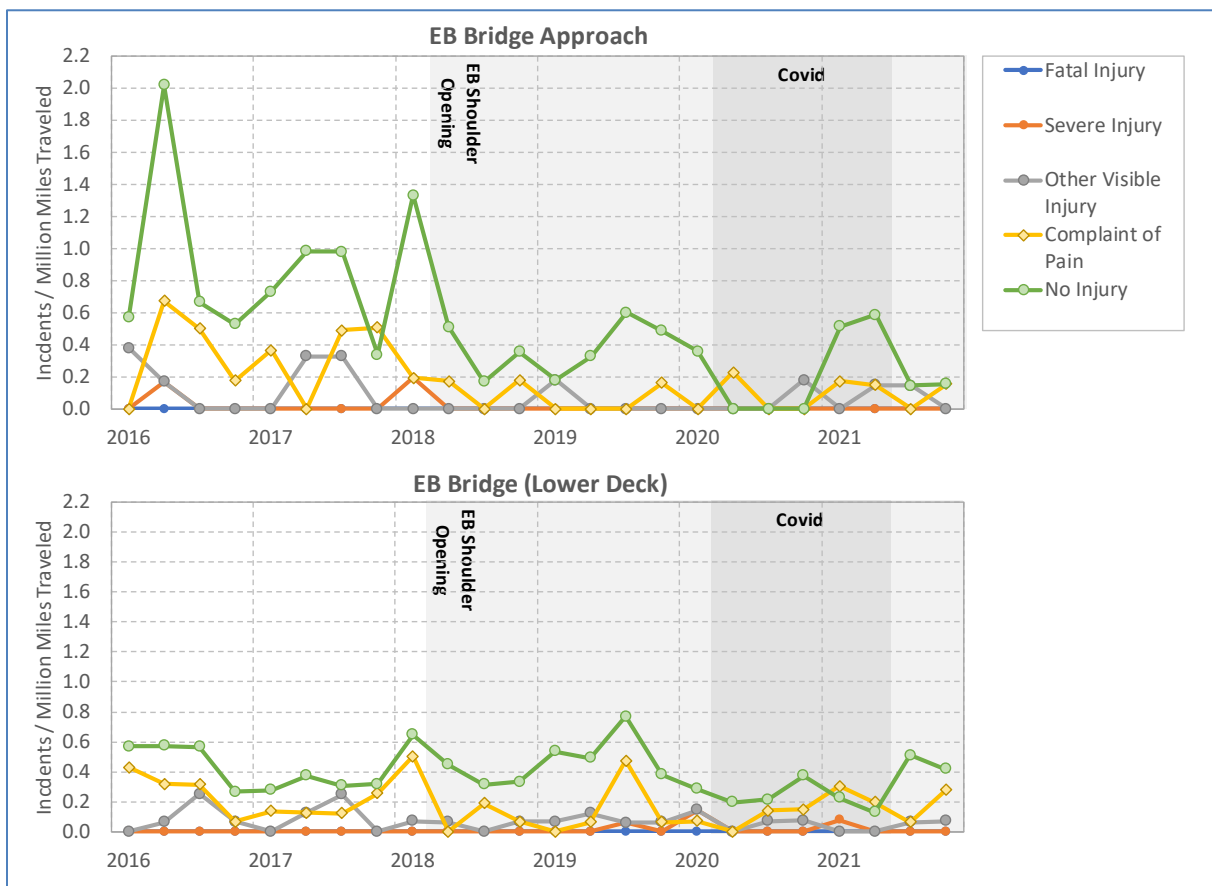 EB Bridge Approach
Incdents / Million Miles Traveled
2.2
2.0
1.8
1.6
1.4
1.2
1.0
0.8
0.6
0.4
0.2
0.0
EB Shoulder
Opening
Covid
2016
2017
2018
2019
2020
2021
Fatal Injury
Severe Injury
Other Visible
Injury
Complaint of
Pain
No Injury
EB Bridge (Lower Deck)
Incdents / Million Miles Traveled
2.2
2.0
1.8
1.6
1.4
1.2
1.0
0.8
0.6
0.4
0.2
0.0
EB Shoulder
Opening
Covid
2016
2017
2018
2019
2020
2021